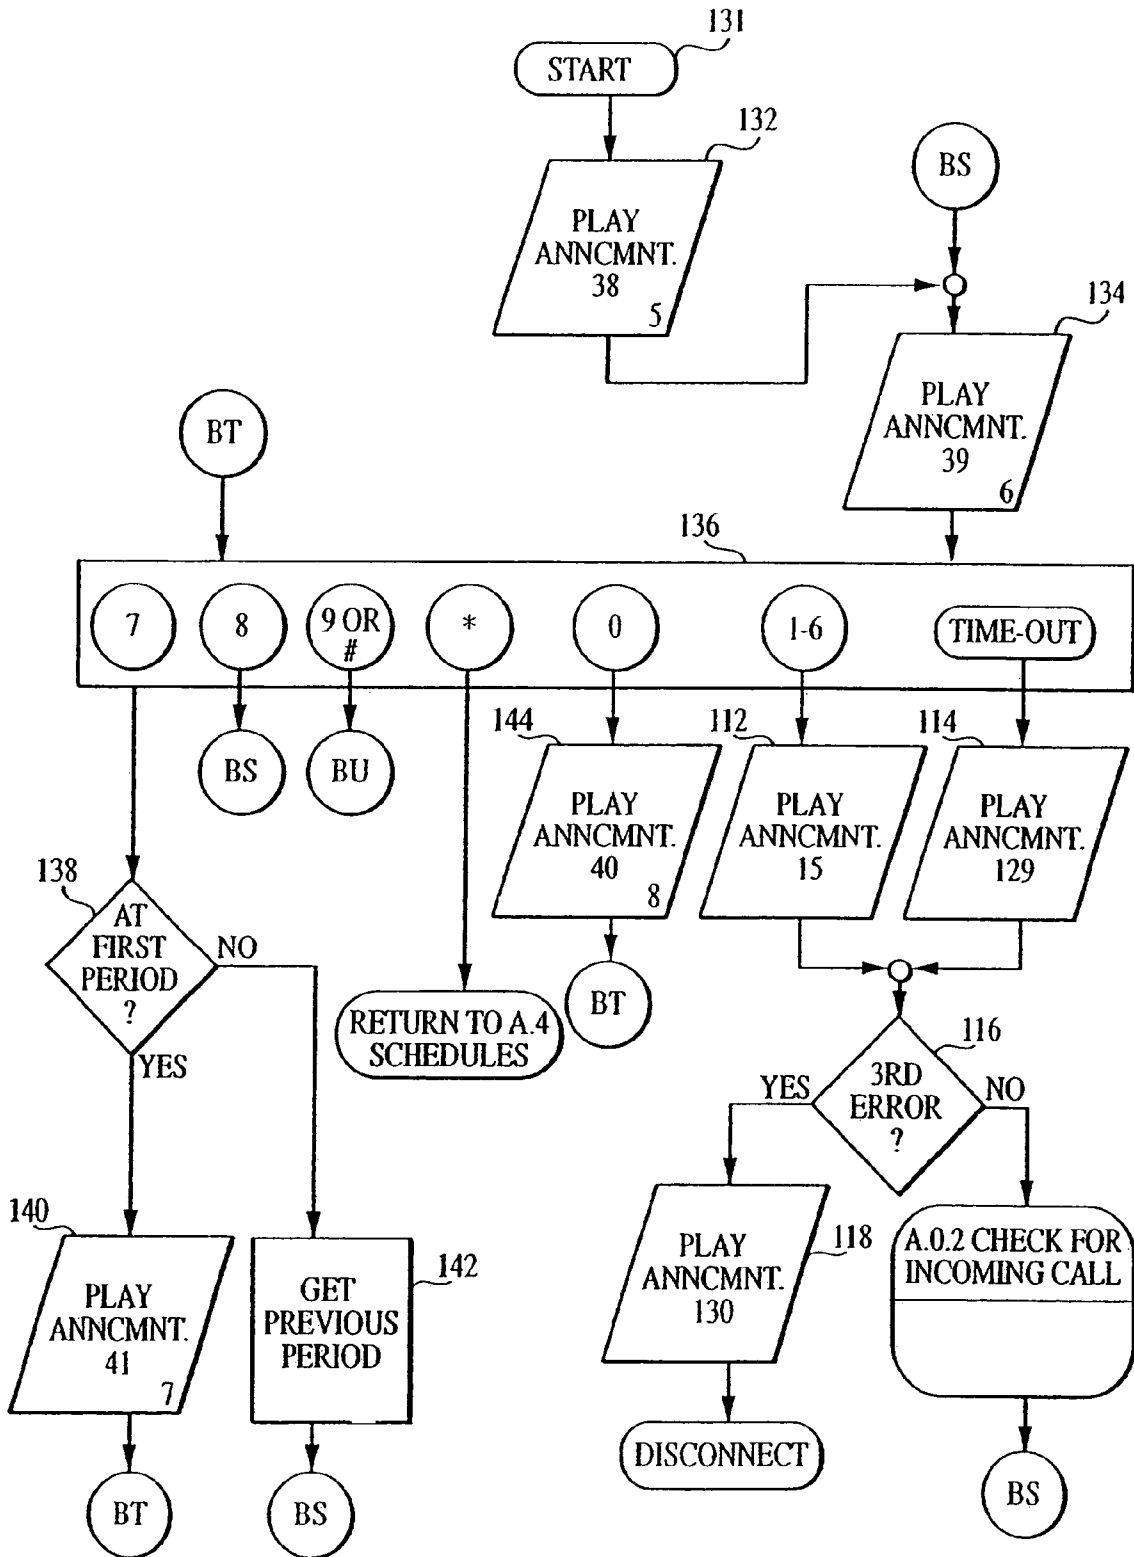 131
START
132
PLAY
ANNCMNT.
38
5
BS
134
PLAY
ANNCMNT.
39
6
BT
136
7
8
9 OR
#
*
0
1-6
TIME-OUT
BS
BU
144
PLAY
ANNCMNT.
40
8
112
PLAY
ANNCMNT.
15
114
PLAY
ANNCMNT.
129
138
AT
FIRST
PERIOD
?
NO
YES
RETURN TO A.4
SCHEDULES
BT
116
3RD
ERROR
?
YES
NO
140
PLAY
ANNCMNT.
41
7
142
GET
PREVIOUS
PERIOD
118
PLAY
ANNCMNT.
130
A.0.2 CHECK FOR
INCOMING CALL
DISCONNECT
BT
BS
BS